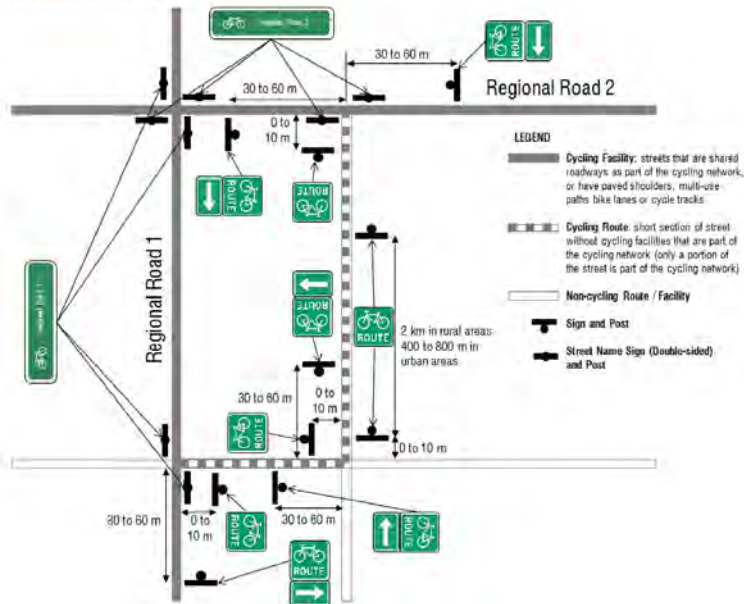 30 to 60 m
ROUTE
Regional Road 2
30 to 60 m
0 to
10 m
ROUTE
ROUTE
LEGEND
Cycling Facility: streets that are shared
roadways as part of the cycling network,
or have paved shoulders, multi-use
paths bike lanes or cycle tracks
Cycling Route: short section of street
without cycling facilities that are part of
the cycling network (only a portion of
the street is part of the cycling network)
Non-cycling Route / Facility
Sign and Post
Street Name Sign (Double-sided)
and Post
Regional Road 1
ROUTE
ROUTE
2 km in rural areas
400 to 800 m in
urban areas
30 to 60 m
0 to
10 m
ROUTE
0 to 10 m
30 to 60 m
0 to
10 m
ROUTE
30 to 60 m
ROUTE
ROUTE